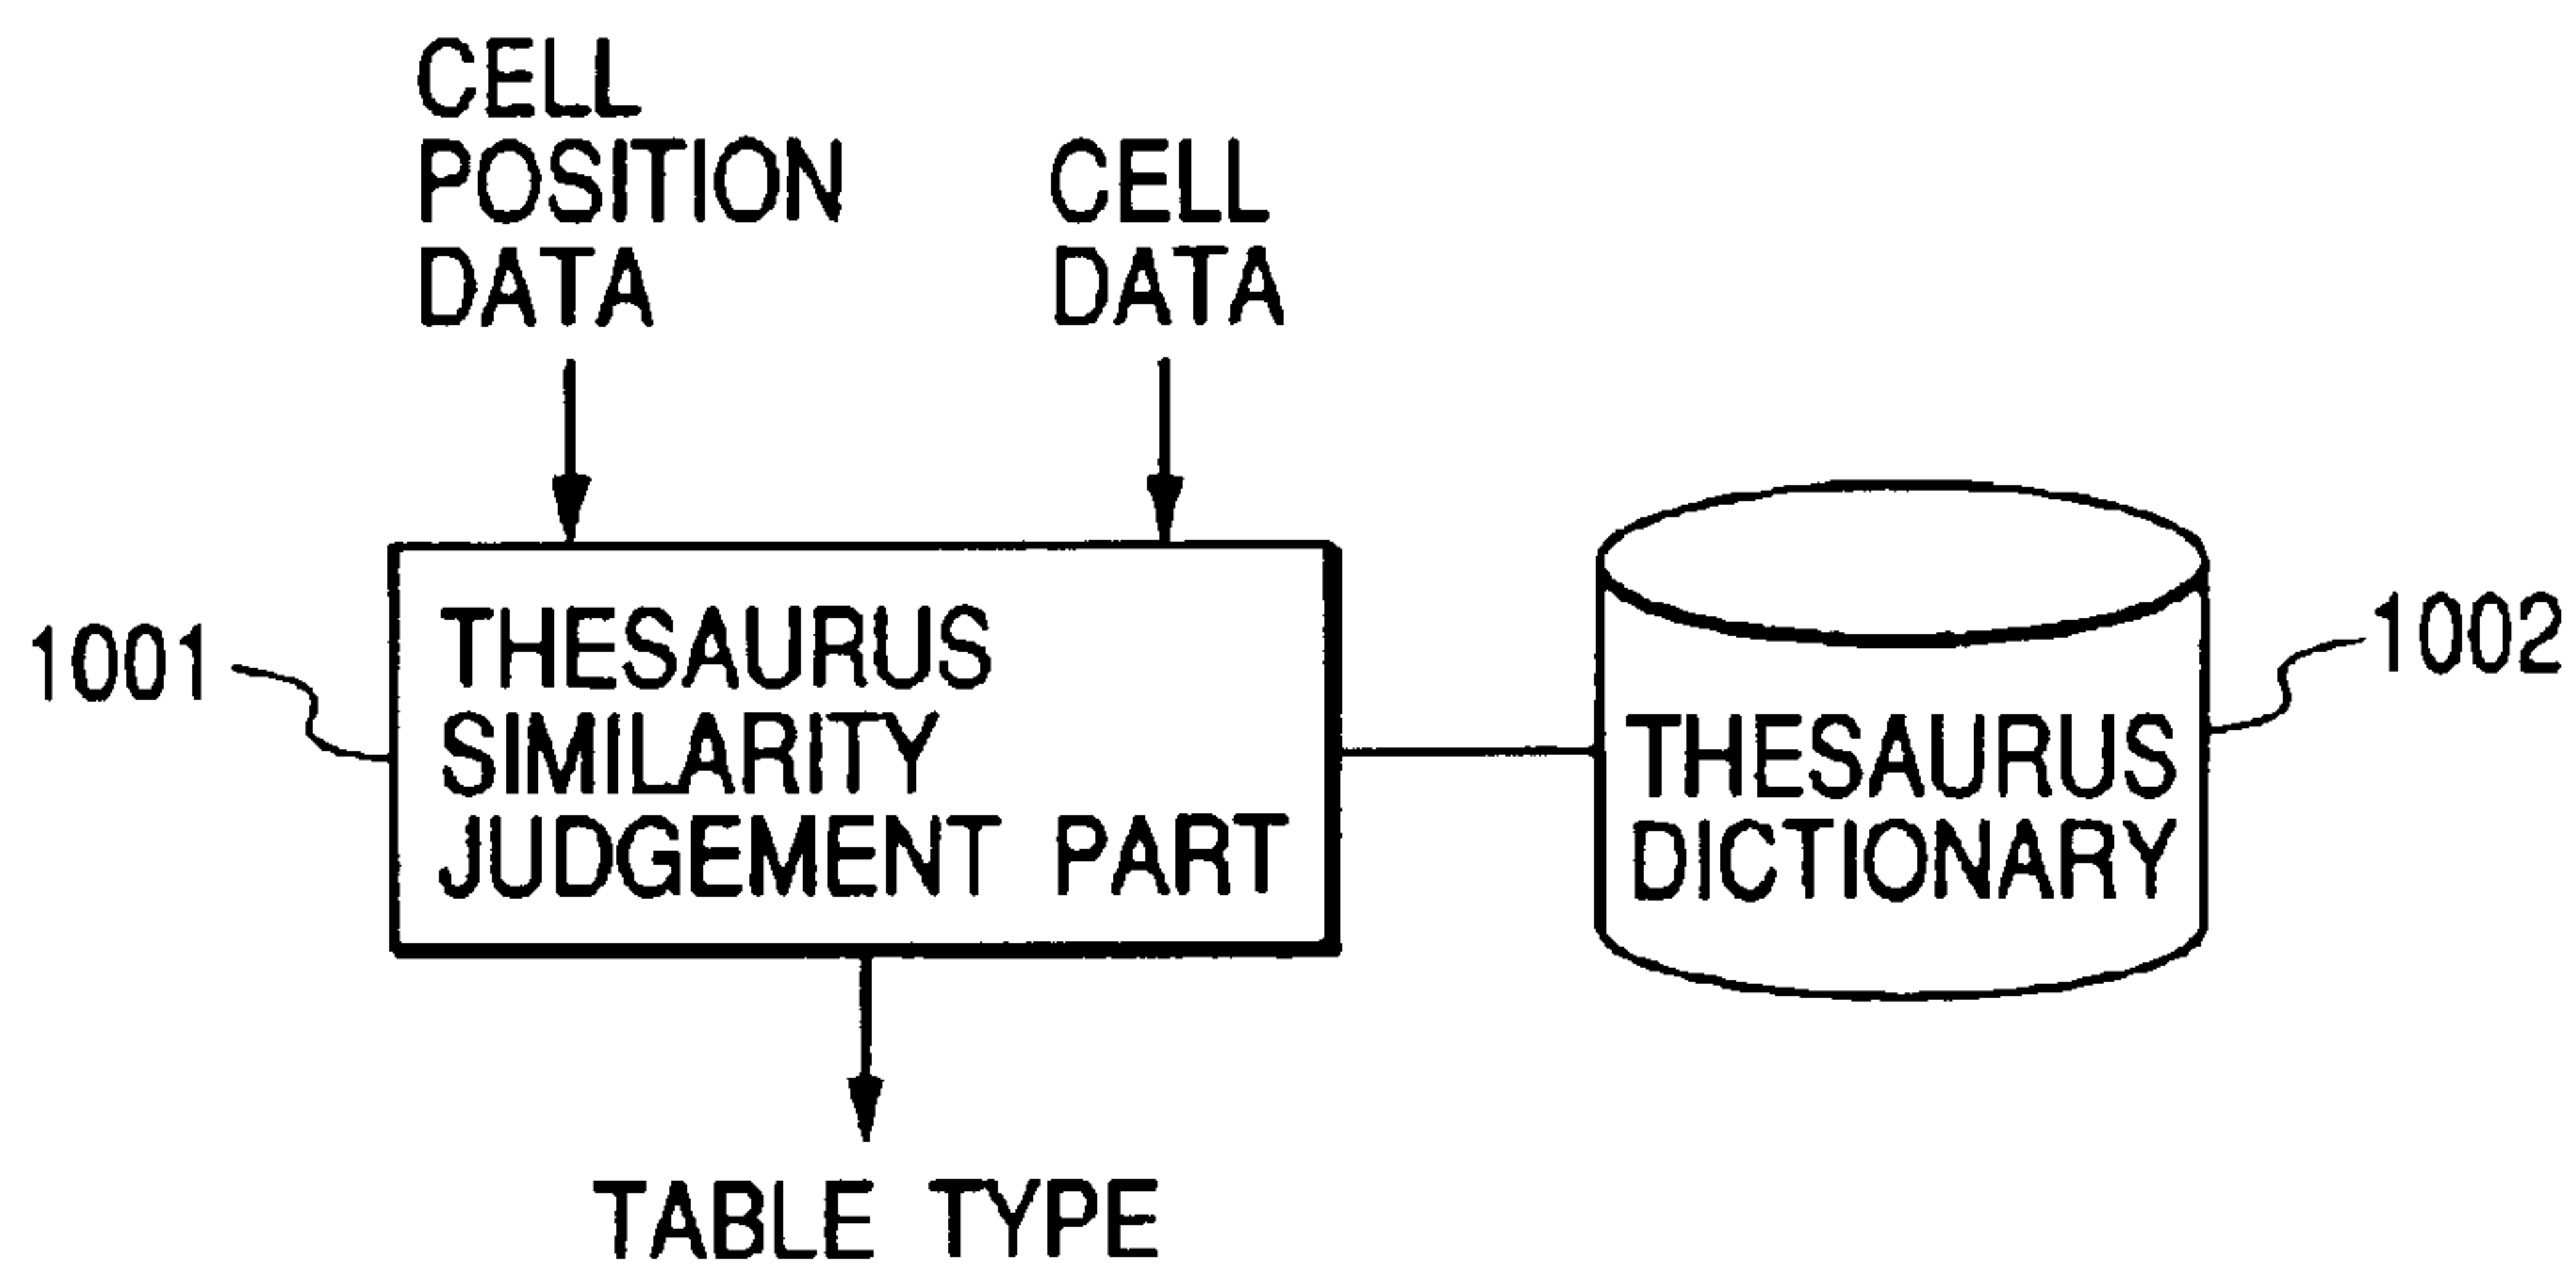 CELL
POSITION
DATA
CELL
DATA
1001
THESAURUS
SIMILARITY
JUDGEMENT PART
THESAURUS
DICTIONARY
1002
TABLE TYPE